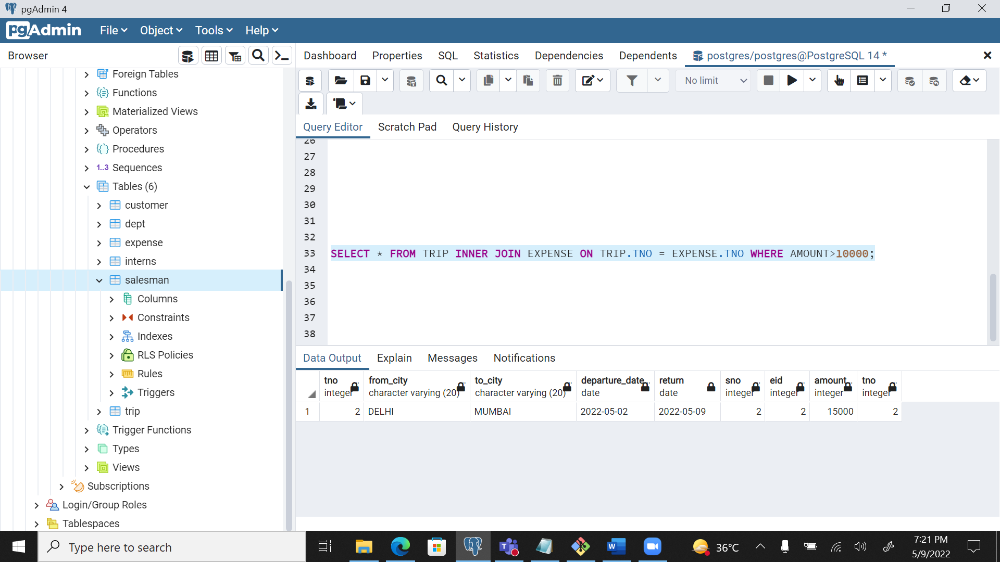 pgAdmin 4
pgAdmin File Object Tools Help
Browser
Dashboard Properties SQL Statistics Dependencies Dependents postgres/postgres@PostgreSQL 14 *
No limit
Query Editor Scratch Pad Query History
Foreign Tables
Functions
Materialized Views
Operators
Procedures
1..3 Sequences
Tables (6)
customer
dept
expense
interns
salesman
Columns
Constraints
Indexes
RLS Policies
Rules
Triggers
trip
Trigger Functions
Types
Views
Subscriptions
Login/Group Roles
Tablespaces
26
27
28
29
30
31
32
33 SELECT * FROM TRIP INNER JOIN EXPENSE ON TRIP.TNO = EXPENSE.TNO WHERE AMOUNT>10000;
34
35
36
37
38
Data Output Explain Messages Notifications
tno from_city to_city departure_date return sno eid amount tno
integer character varying (20) character varying (20) date date integer integer integer integer
1 2 DELHI MUMBAI 2022-05-02 2022-05-09 2 2 15000 2
Type here to search
36°C
7:21 PM
5/9/2022